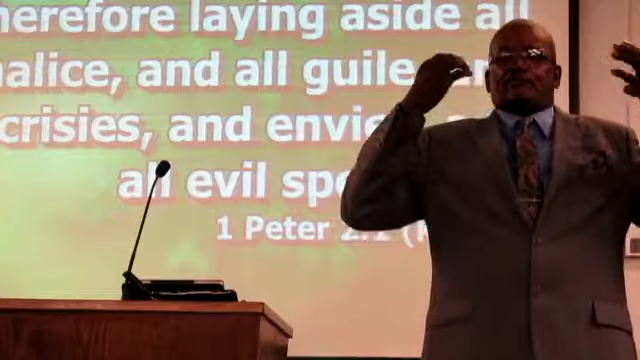 herefore laying aside all
malice, and all guile
crisies, and envie
all evil spe
1 Peter 2:1 (